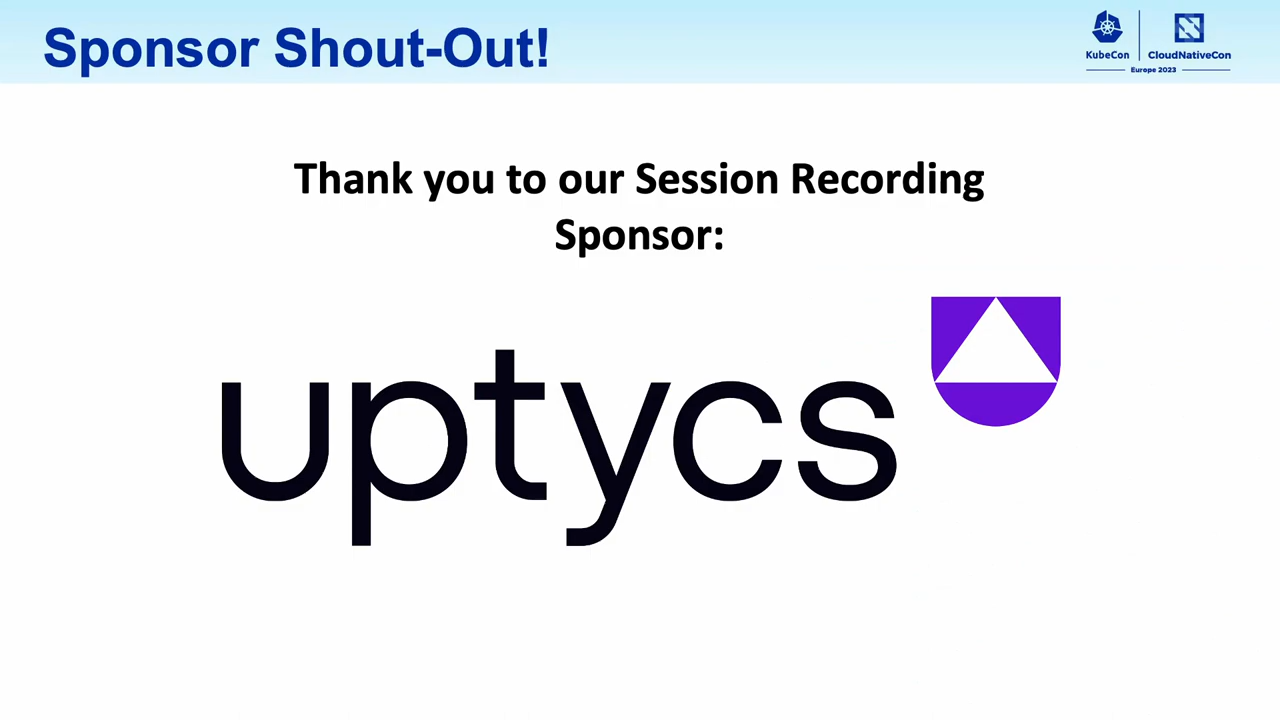 Sponsor Shout-Out!
KubeCon
CloudNativeCon
Europe 2023
Thank you to our Session Recording
Sponsor:
uptycs